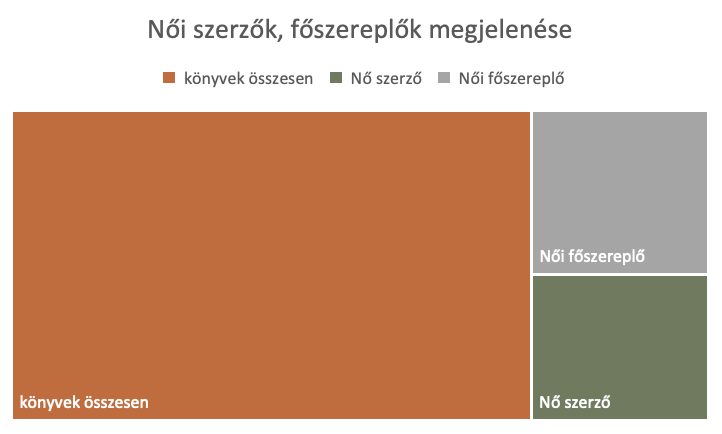 Női szerzők, főszereplők megjelenése
könyvek összesen Nő szerző Női főszereplő
Női főszereplő
könyvek összesen
Nő szerző